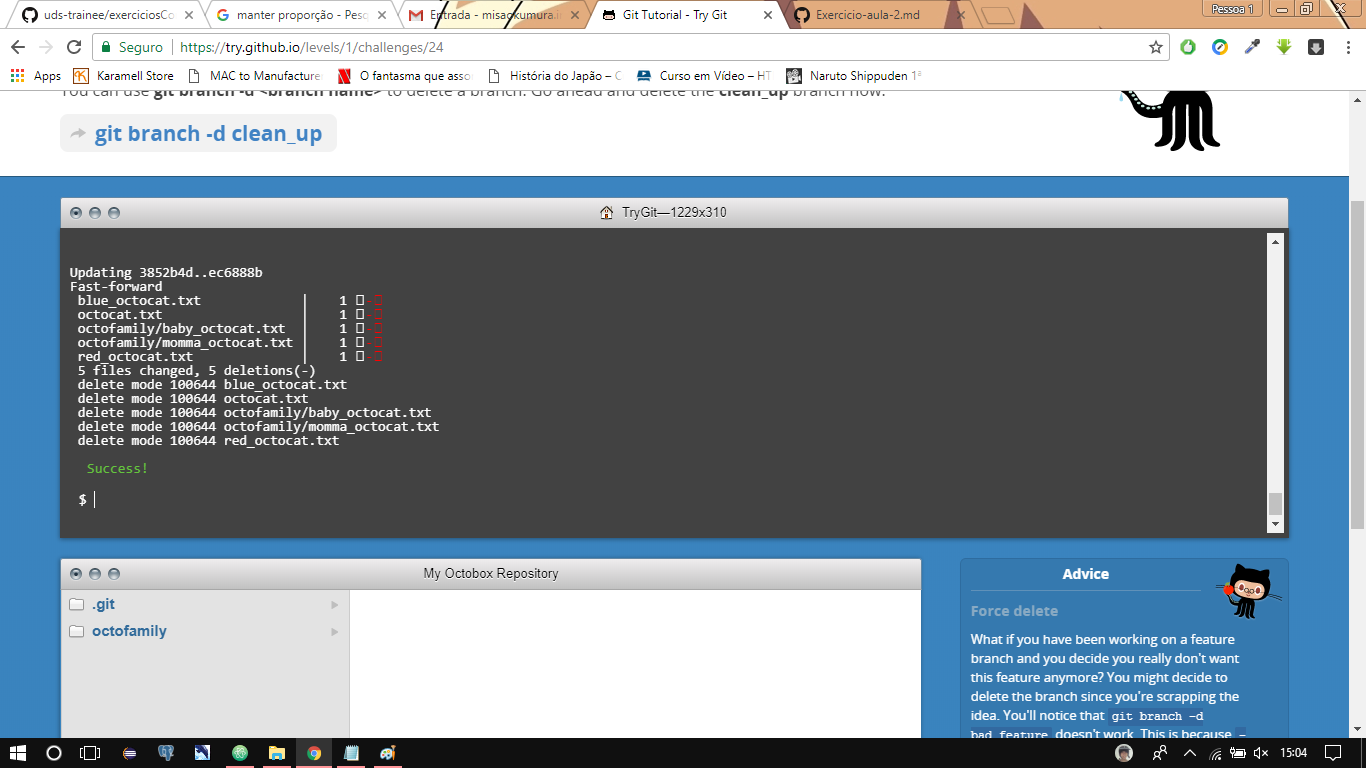 uds-trainee/exerciciosCo
manter proporção - Pesq
Entrada - misaokumura.m
Git Tutorial - Try Git
Exercicio-aula-2.md
Pessoa 1
Seguro
https://try.github.io/levels/1/challenges/24
Apps
Karamell Store
MAC to Manufacture
O fantasma que asso
História do Japão – C
Curso em Vídeo – HT
Naruto Shippuden 1ª
You can use git branch -d <branch name> to delete a branch. Go ahead and delete the clean_up branch now:
git branch -d clean_up
TryGit—1229x310
Updating 3852b4d..ec6888b
Fast-forward
blue_octocat.txt | 1
octocat.txt | 1
octofamily/baby_octocat.txt | 1
octofamily/momma_octocat.txt | 1
red_octocat.txt | 1
5 files changed, 5 deletions(-)
delete mode 100644 blue_octocat.txt
delete mode 100644 octocat.txt
delete mode 100644 octofamily/baby_octocat.txt
delete mode 100644 octofamily/momma_octocat.txt
delete mode 100644 red_octocat.txt
Success!
$
My Octobox Repository
.git
octofamily
Advice
Force delete
What if you have been working on a feature
branch and you decide you really don't want
this feature anymore? You might decide to
delete the branch since you're scrapping the
idea. You'll notice that git branch -d
bad_feature doesn't work. This is because -
15:04